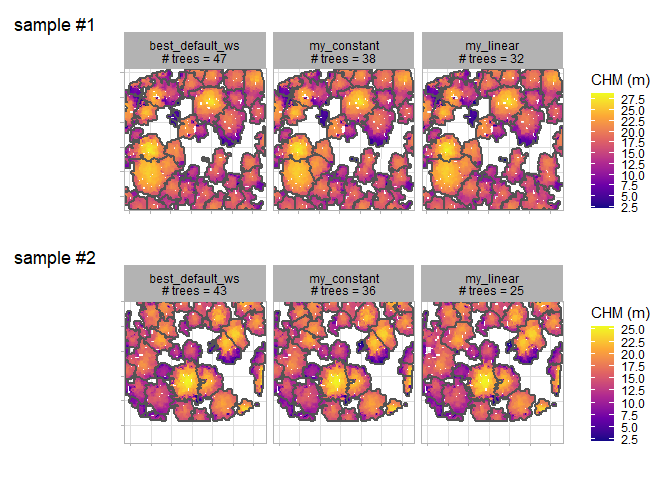 sample #1
best_default_ws
# trees = 47
my_constant
# trees = 38
my_linear
# trees = 32
CHM (m)
27.5
25.0
22.5
20.0
17.5
15.0
12.5
10.0
7.5
5.0
2.5
sample #2
best_default_ws
# trees = 43
my_constant
# trees = 36
my_linear
# trees = 25
CHM (m)
25.0
22.5
20.0
17.5
15.0
12.5
10.0
7.5
5.0
2.5